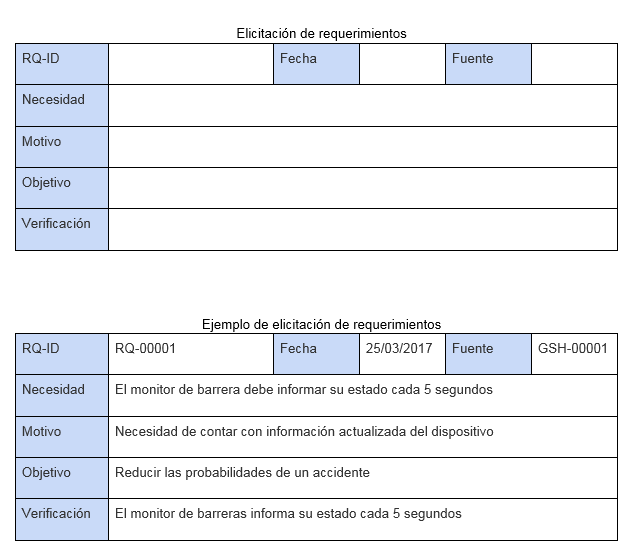 Elicitación de requerimientos
RQ-ID Fecha Fuente
Necesidad
Motivo
Objetivo
Verificación
Ejemplo de elicitación de requerimientos
RQ-ID RQ-00001 Fecha 25/03/2017 Fuente GSH-00001
Necesidad El monitor de barrera debe informar su estado cada 5 segundos
Motivo Necesidad de contar con información actualizada del dispositivo
Objetivo Reducir las probabilidades de un accidente
Verificación El monitor de barreras informa su estado cada 5 segundos